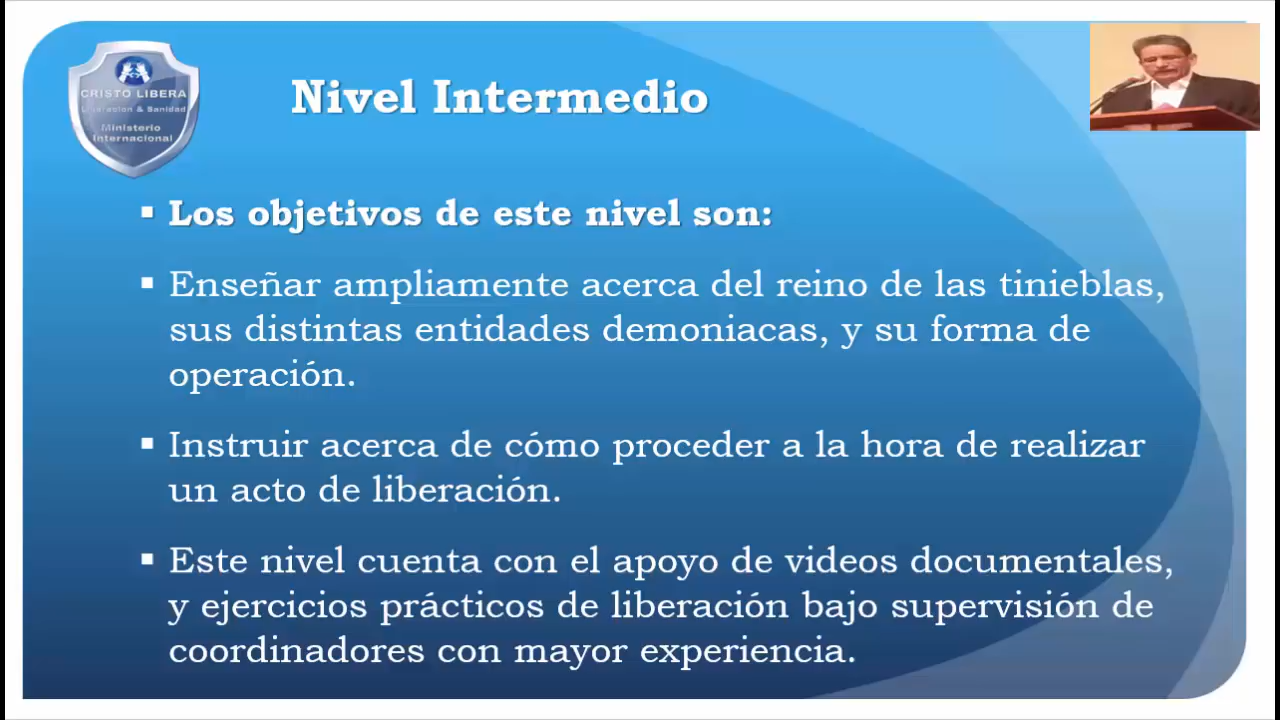 CRISTO LIBERA
Liberación & Sanidad
Ministerio
Internacional
Nivel Intermedio
Los objetivos de este nivel son:
Enseñar ampliamente acerca del reino de las tinieblas,
sus distintas entidades demoniacas, y su forma de
operación.
Instruir acerca de cómo proceder a la hora de realizar
un acto de liberación.
Este nivel cuenta con el apoyo de videos documentales,
y ejercicios prácticos de liberación bajo supervisión de
coordinadores con mayor experiencia.